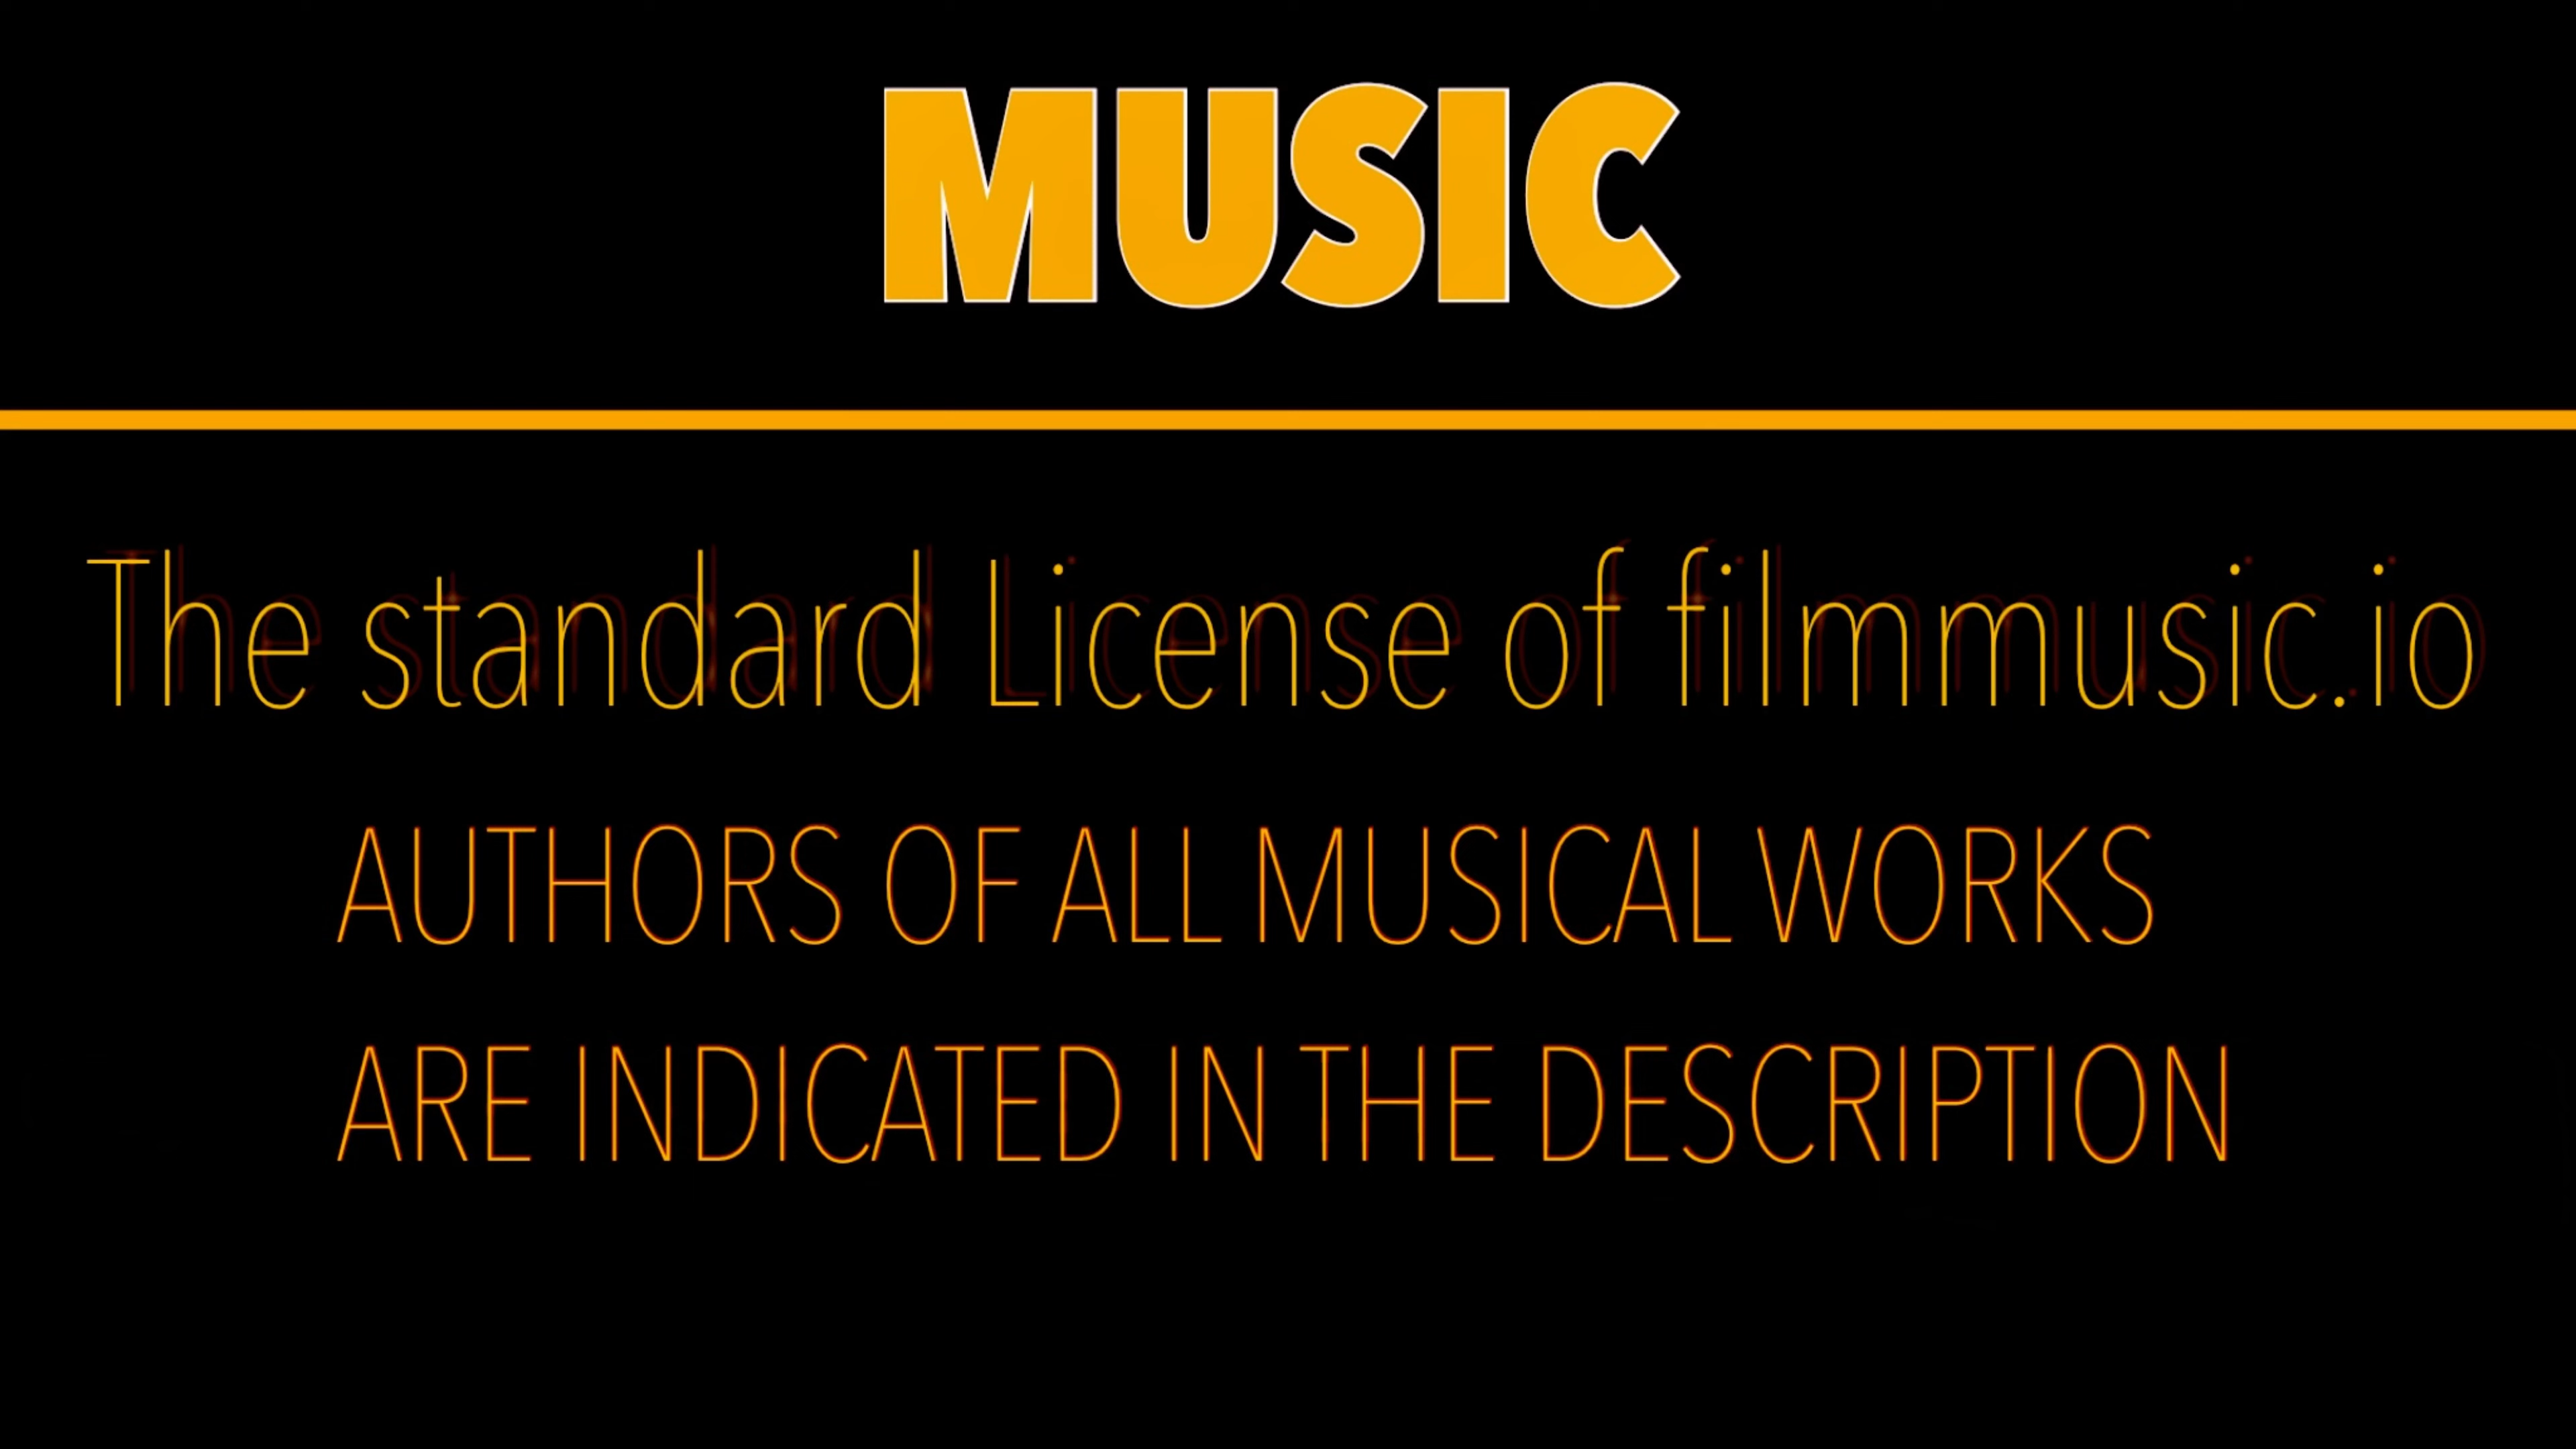 MUSIC
The standard License of filmmusic.io
AUTHORS OF ALL MUSICAL WORKS
ARE INDICATED IN THE DESCRIPTION